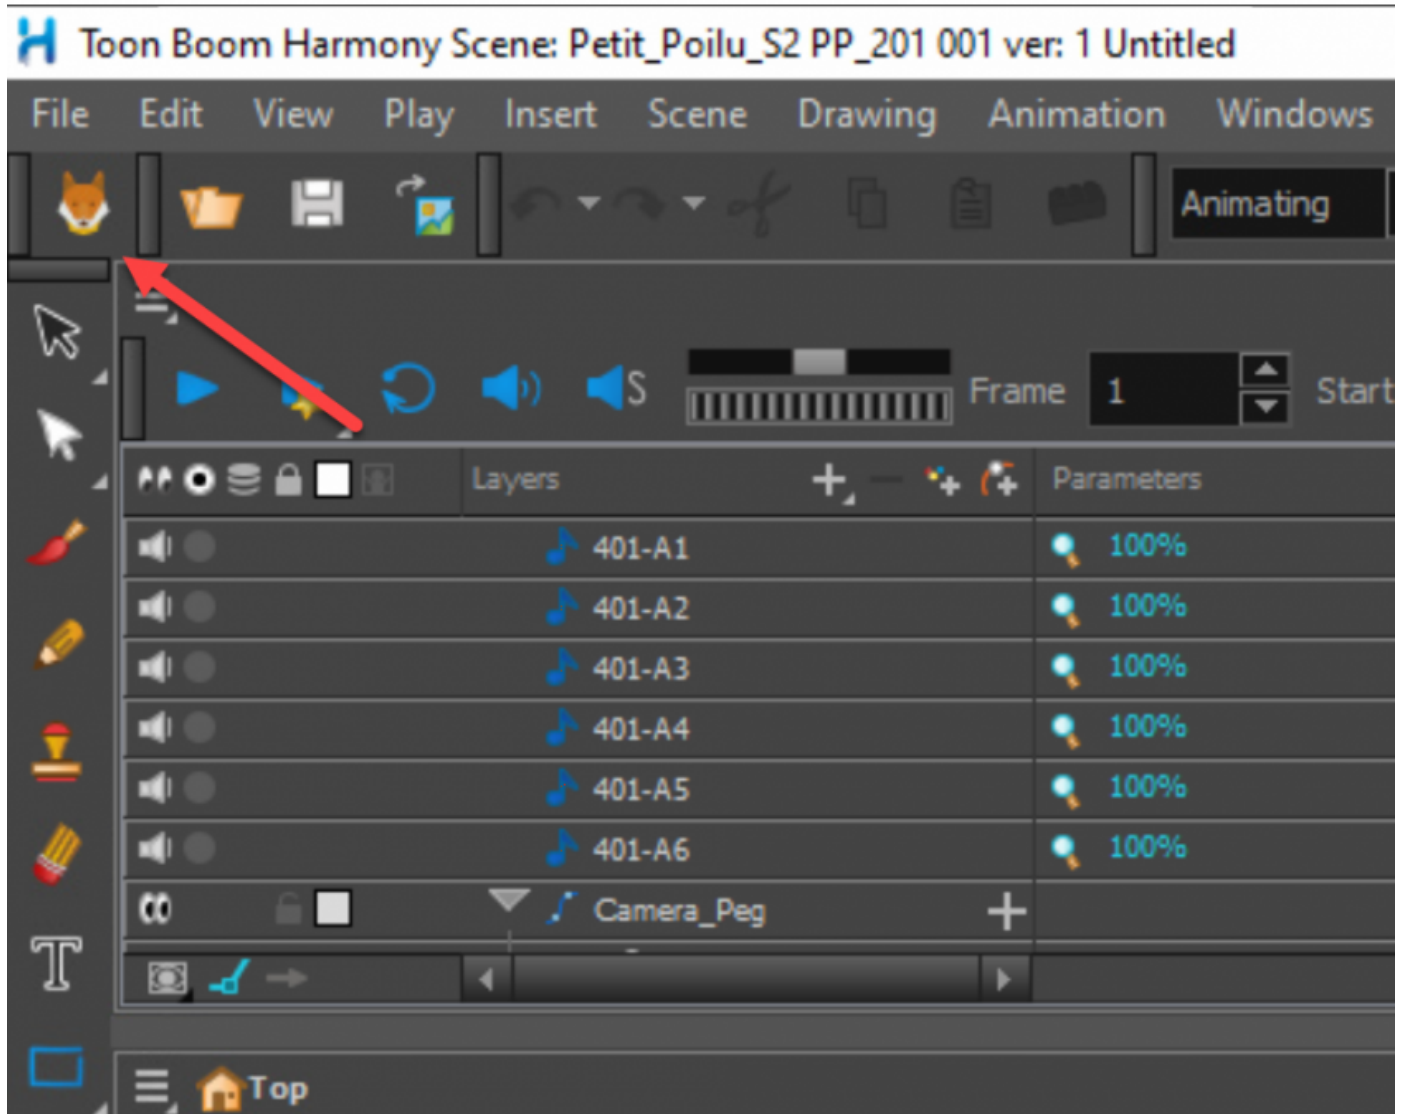 Toon Boom Harmony Scene: Petit_Poilu_S2 PP_201 001 ver: 1 Untitled
File Edit View Play Insert Scene Drawing Animation Windows
Animating
S Frame 1 Start
Layers Parameters
401-A1 100%
401-A2 100%
401-A3 100%
401-A4 100%
401-A5 100%
401-A6 100%
Camera_Peg
T
Top